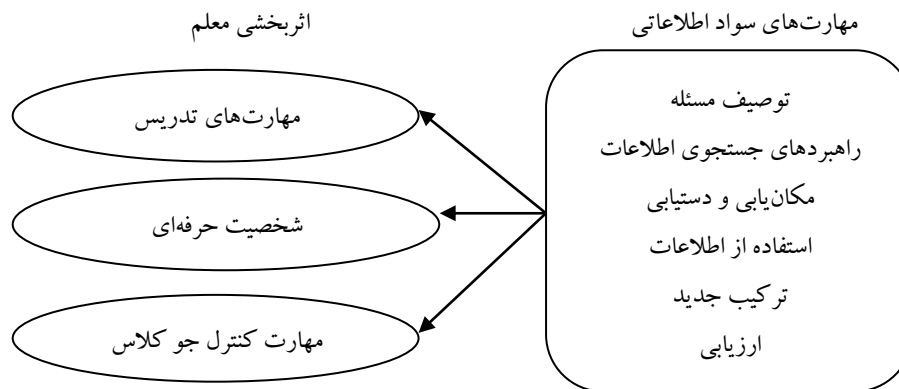 مهارت‌های سواد اطلاعاتی
توصیف مسئله
راهبردهای جستجوی اطلاعات
مکان‌یابی و دستیابی
استفاده از اطلاعات
ترکیب جدید
ارزیابی
اثربخشی معلم
مهارت‌های تدریس
شخصیت حرفه‌ای
مهارت کنترل جو کلاس